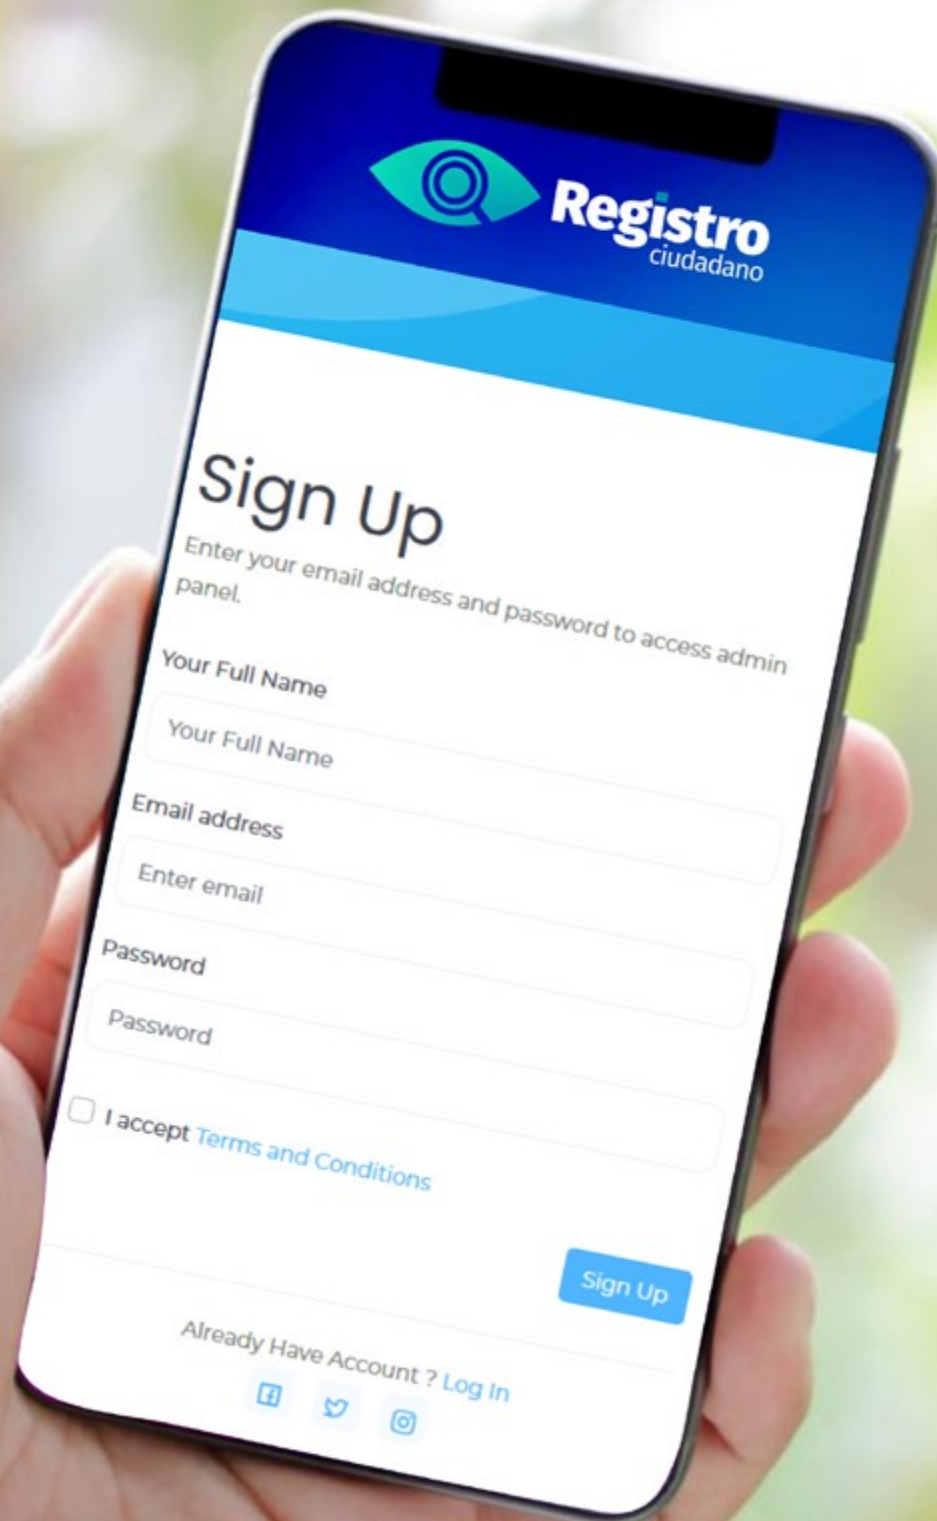 Registro
ciudadano
Sign Up
Enter your email address and password to access admin
panel.
Your Full Name
Your Full Name
Email address
Enter email
Password
Password
I accept Terms and Conditions
Sign Up
Already Have Account ? Log In